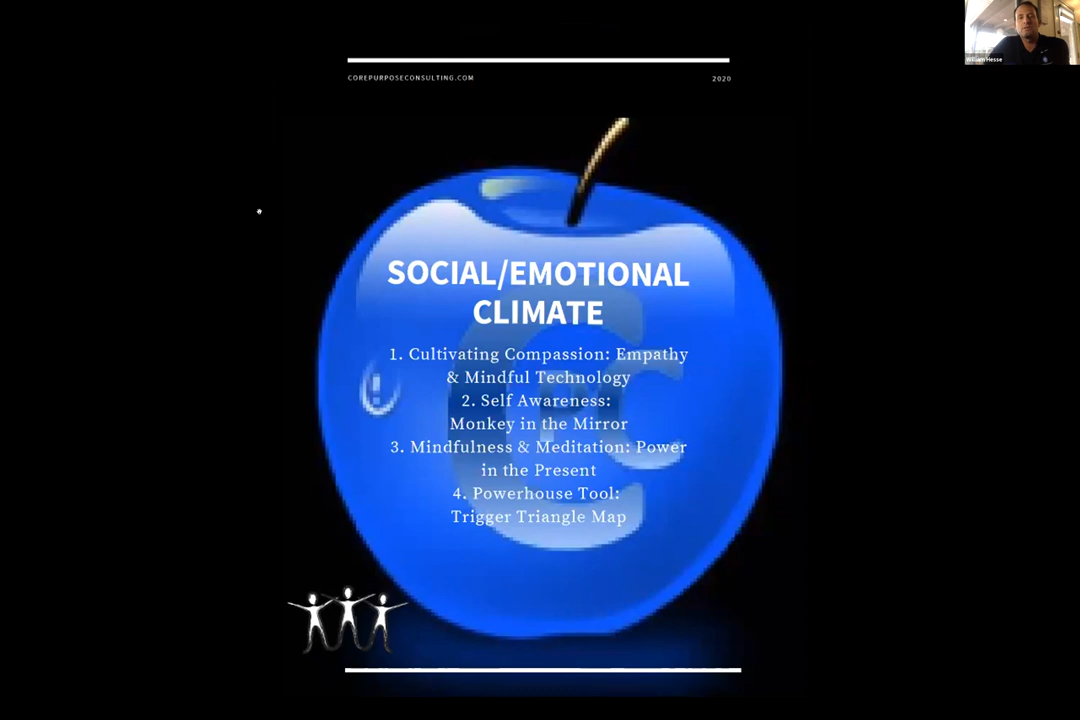 William Hesse
COREPURPOSECONSULTING.COM
2020
SOCIAL/EMOTIONAL
CLIMATE
1. Cultivating Compassion: Empathy
& Mindful Technology
2. Self Awareness:
Monkey in the Mirror
3. Mindfulness & Meditation: Power
in the Present
4. Powerhouse Tool:
Trigger Triangle Map